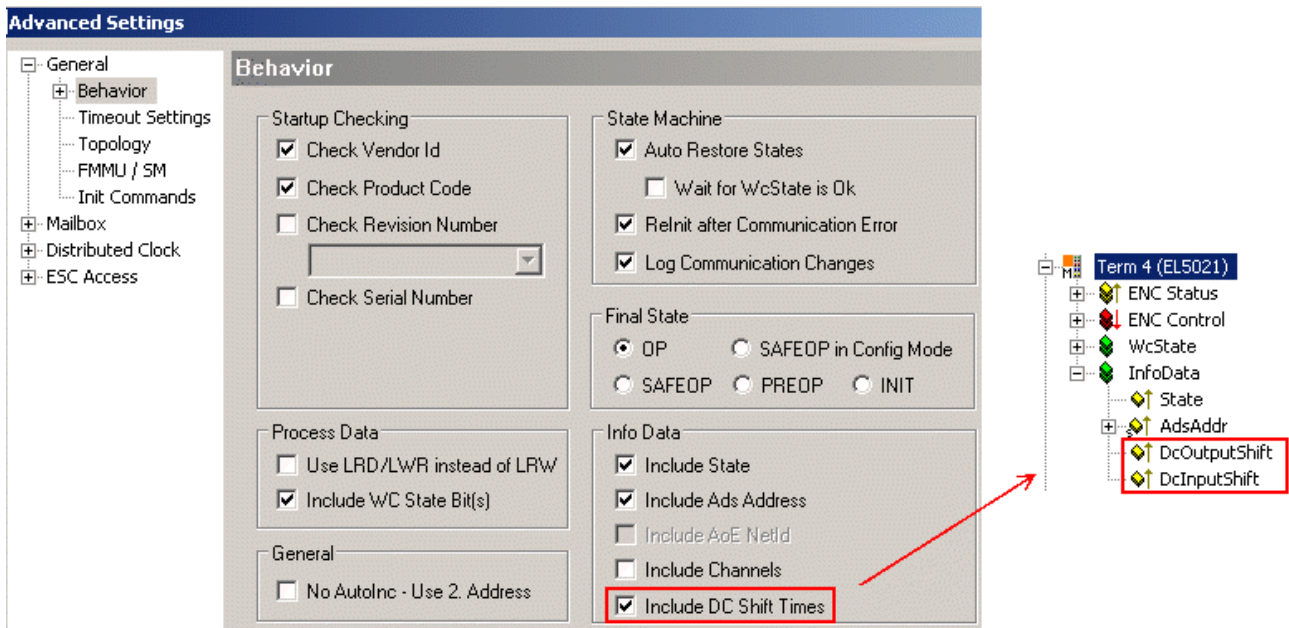 Advanced Settings
General
Behavior
Timeout Settings
Topology
FMMU / SM
Init Commands
Mailbox
Distributed Clock
ESC Access
Behavior
Startup Checking
Check Vendor Id
Check Product Code
Check Revision Number
Check Serial Number
State Machine
Auto Restore States
Wait for WcState is Ok
ReInit after Communication Error
Log Communication Changes
Final State
OP
SAFEOP in Config Mode
SAFEOP
PREOP
INIT
Process Data
Use LRD/LWR instead of LRW
Include WC State Bit(s)
General
No AutoInc - Use 2. Address
Info Data
Include State
Include Ads Address
Include AoE NetId
Include Channels
Include DC Shift Times
Term 4 (EL5021)
ENC Status
ENC Control
WcState
InfoData
State
AdsAddr
DcOutputShift
DcInputShift